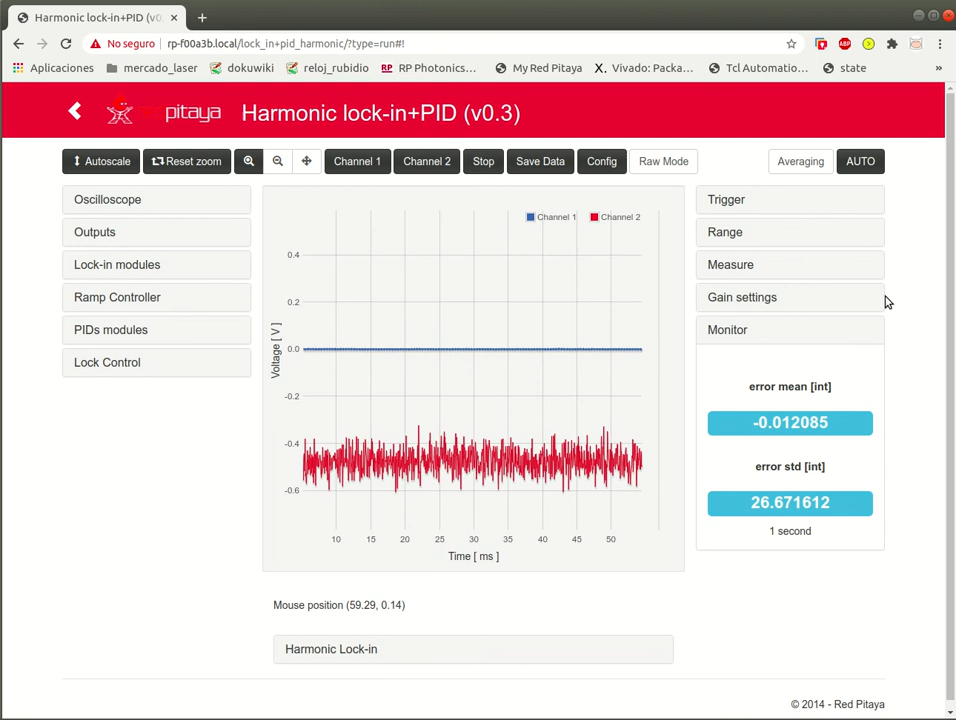 Harmonic lock-in+PID (v0.
No seguro rp-f00a3b.local/lock_in+pid_harmonic/?type=run#!
Aplicaciones mercado_laser dokuwiki reloj_rubidio RP RP Photonics… My Red Pitaya X. Vivado: Packa… Tcl Automatio… state »
pitaya Harmonic lock-in+PID (v0.3)
Autoscale Reset zoom Channel 1 Channel 2 Stop Save Data Config Raw Mode Averaging AUTO
Oscilloscope
Outputs
Lock-in modules
Ramp Controller
PIDs modules
Lock Control
Channel 1 Channel 2
0.4
0.2
0.0
-0.2
-0.4
-0.6
Voltage [ V ]
10 15 20 25 30 35 40 45 50
Time [ ms ]
Mouse position (59.29, 0.14)
Harmonic Lock-in
Trigger
Range
Measure
Gain settings
Monitor
error mean [int]
-0.012085
error std [int]
26.671612
1 second
© 2014 - Red Pitaya